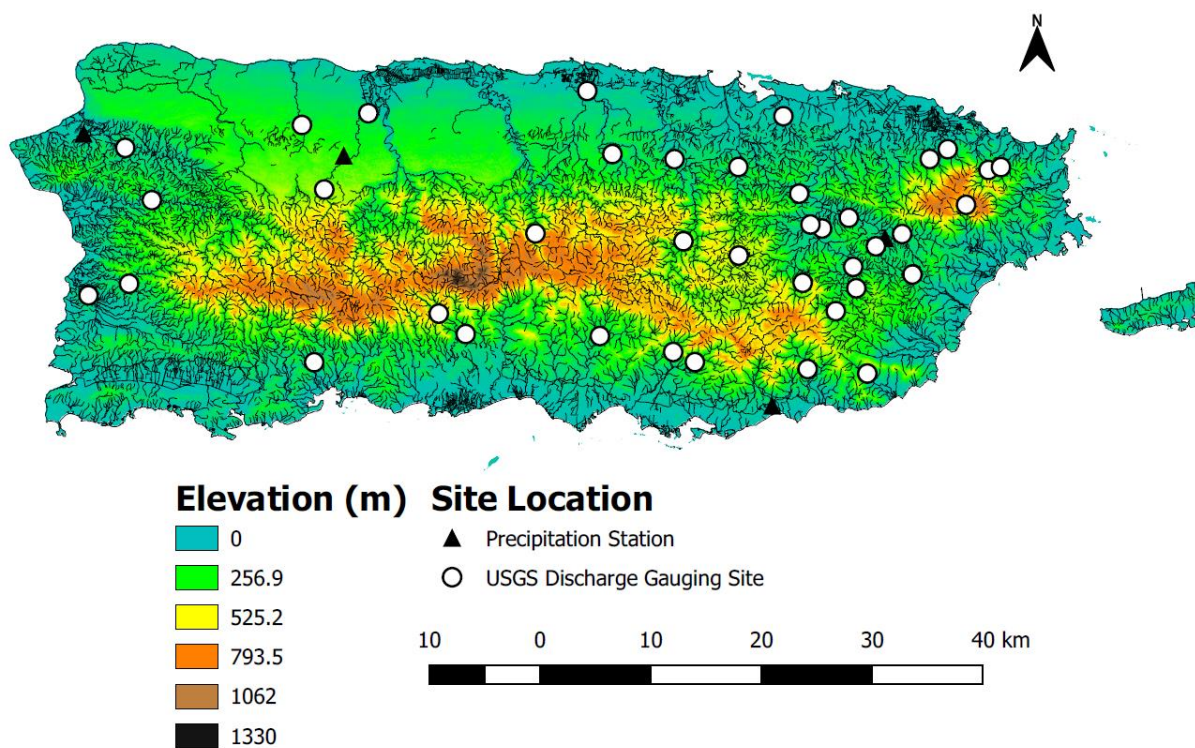 N
Elevation (m)
0
256.9
525.2
793.5
1062
1330
Site Location
Precipitation Station
USGS Discharge Gauging Site
10 0 10 20 30 40 km